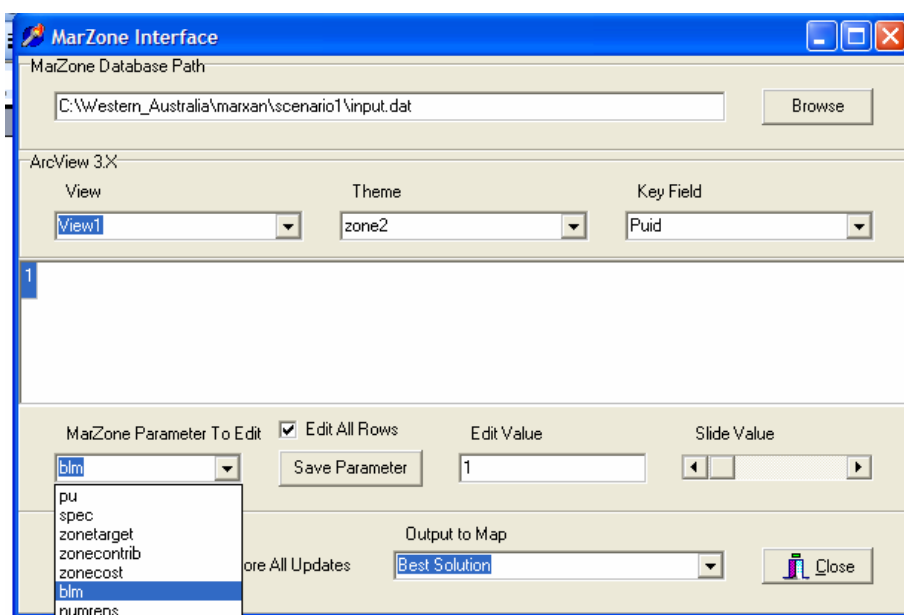 MarZone Interface
MarZone Database Path
C:\Western_Australia\marxan\scenario1\input.dat
Browse
ArcView 3.X
View Theme Key Field
View1 zone2 Puid
1
MarZone Parameter To Edit Edit All Rows Edit Value Slide Value
blm Save Parameter 1
pu
spec
zonetarget
zonecontrib
zonecost
blm
numreps
Output to Map
ore All Updates Best Solution Close